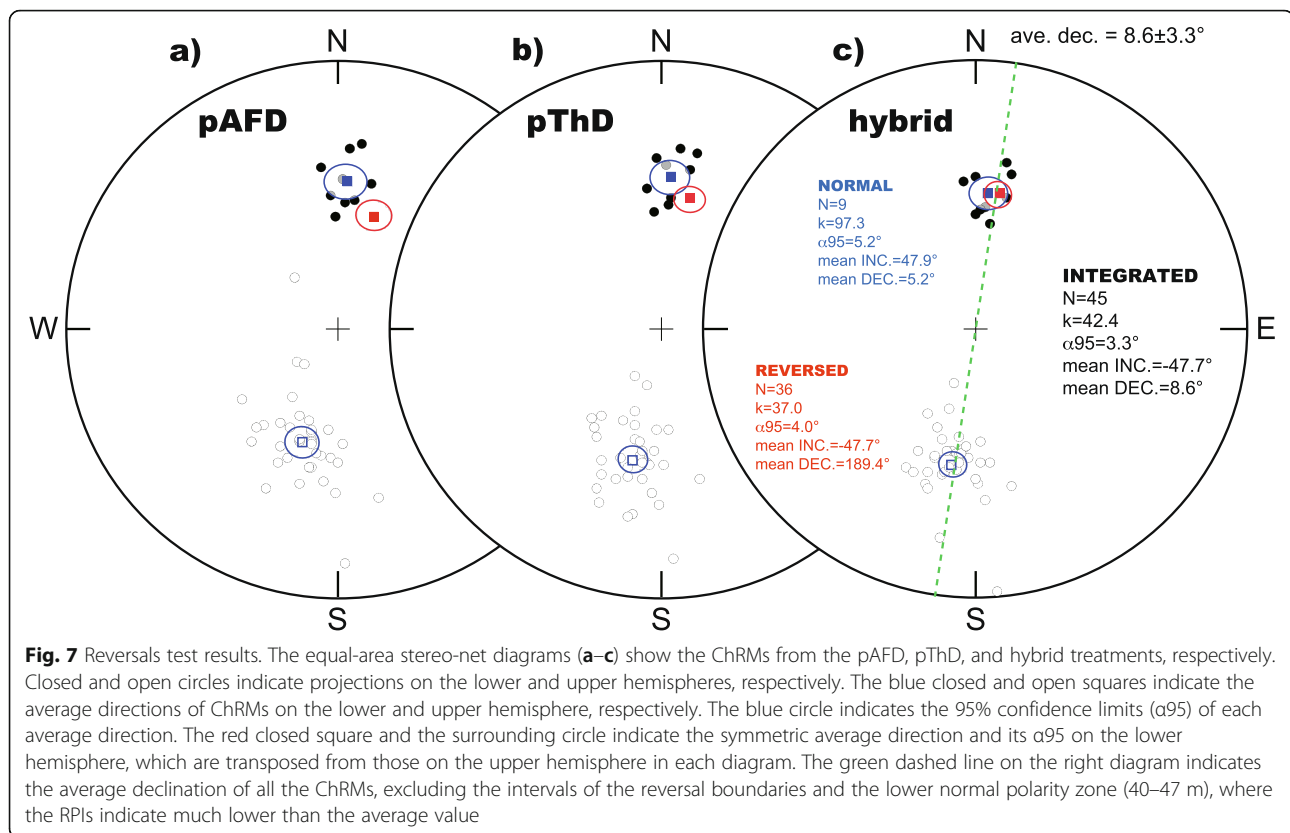 N
N
N
ave. dec. = 8.6±3.3°
a)
b)
c)
pAFD
pThD
hybrid
NORMAL
N=9
k=97.3
α95=5.2°
mean INC.=47.9°
mean DEC.=5.2°
INTEGRATED
N=45
k=42.4
α95=3.3°
mean INC.=-47.7°
mean DEC.=8.6°
W
E
REVERSED
N=36
k=37.0
α95=4.0°
mean INC.=-47.7°
mean DEC.=189.4°
S
S
S
Fig. 7 Reversals test results. The equal-area stereo-net diagrams (a–c) show the ChRMs from the pAFD, pThD, and hybrid treatments, respectively.
Closed and open circles indicate projections on the lower and upper hemispheres, respectively. The blue closed and open squares indicate the
average directions of ChRMs on the lower and upper hemisphere, respectively. The blue circle indicates the 95% confidence limits (α95) of each
average direction. The red closed square and the surrounding circle indicate the symmetric average direction and its α95 on the lower
hemisphere, which are transposed from those on the upper hemisphere in each diagram. The green dashed line on the right diagram indicates
the average declination of all the ChRMs, excluding the intervals of the reversal boundaries and the lower normal polarity zone (40–47 m), where
the RPIs indicate much lower than the average value